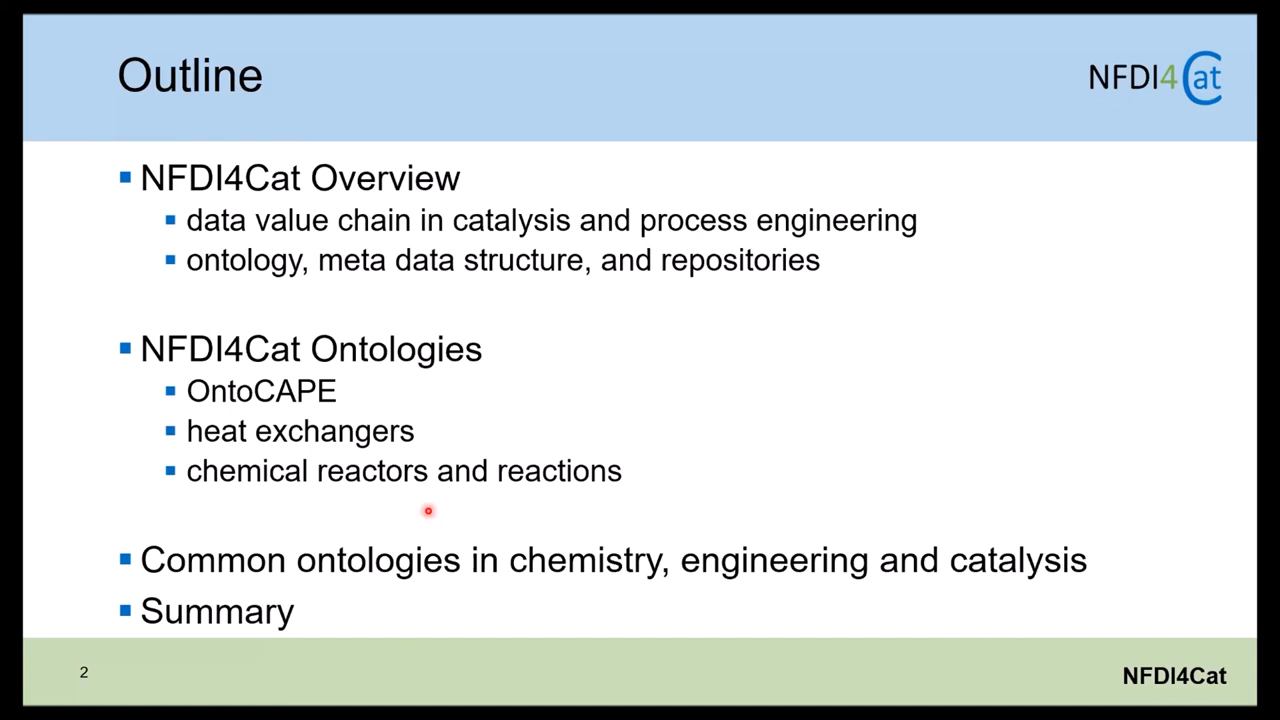 Outline
NFDI4Cat
NFDI4Cat Overview
data value chain in catalysis and process engineering
ontology, meta data structure, and repositories
NFDI4Cat Ontologies
OntoCAPE
heat exchangers
chemical reactors and reactions
Common ontologies in chemistry, engineering and catalysis
Summary
2
NFDI4Cat